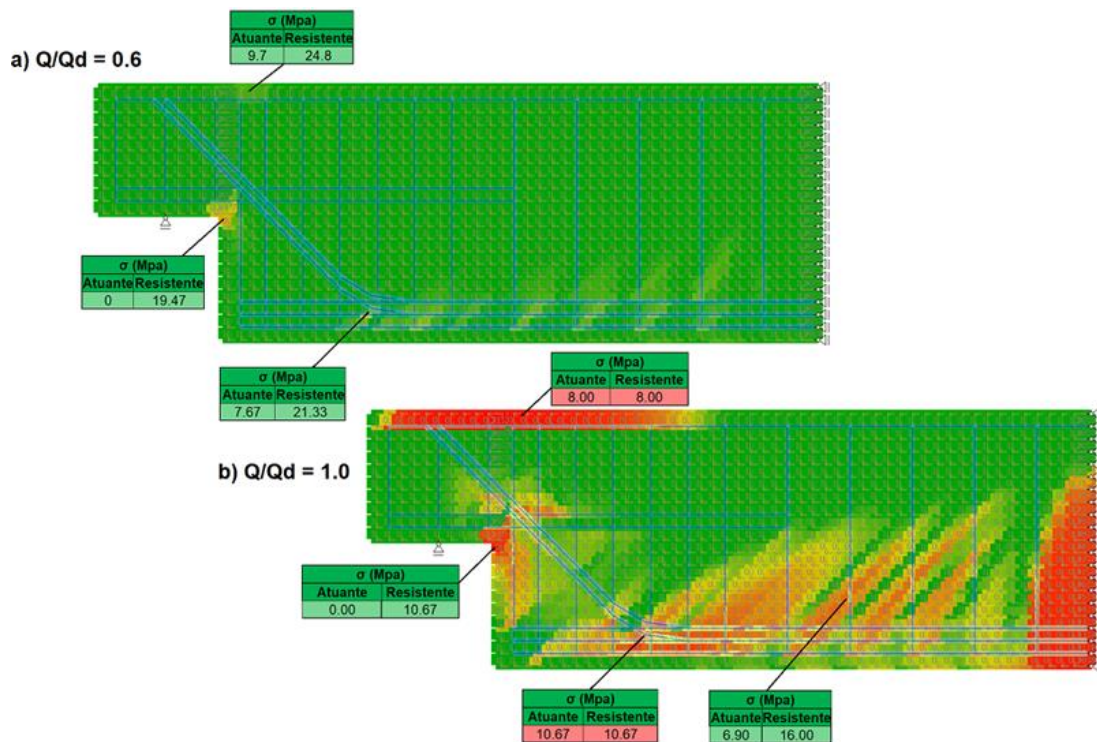 σ (Mpa)
Atuante Resistente
9.7 24.8
a) Q/Qd = 0.6
σ (Mpa)
Atuante Resistente
0 19.47
σ (Mpa)
Atuante Resistente
7.67 21.33
σ (Mpa)
Atuante Resistente
8.00 8.00
b) Q/Qd = 1.0
σ (Mpa)
Atuante Resistente
0.00 10.67
σ (Mpa)
Atuante Resistente
10.67 10.67
σ (Mpa)
Atuante Resistente
6.90 16.00